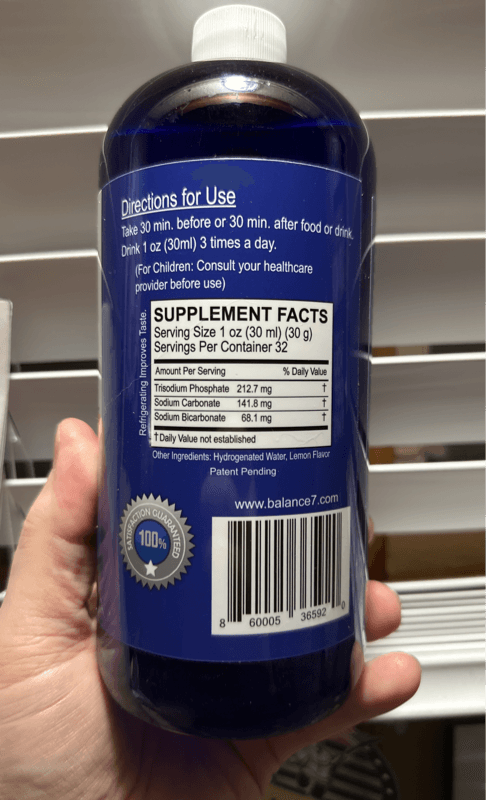 Directions for Use
Take 30 min. before or 30 min. after food or drink.
Drink 1 oz (30ml) 3 times a day.
(For Children: Consult your healthcare
provider before use)
Refrigerating Improves Taste.
SUPPLEMENT FACTS
Serving Size 1 oz (30 ml) (30 g)
Servings Per Container 32
Amount Per Serving % Daily Value
Trisodium Phosphate 212.7 mg †
Sodium Carbonate 141.8 mg †
Sodium Bicarbonate 68.1 mg †
† Daily Value not established
Other Ingredients: Hydrogenated Water, Lemon Flavor
Patent Pending
www.balance7.com
SATISFACTION GUARANTEED
100%
8 60005 36592 0